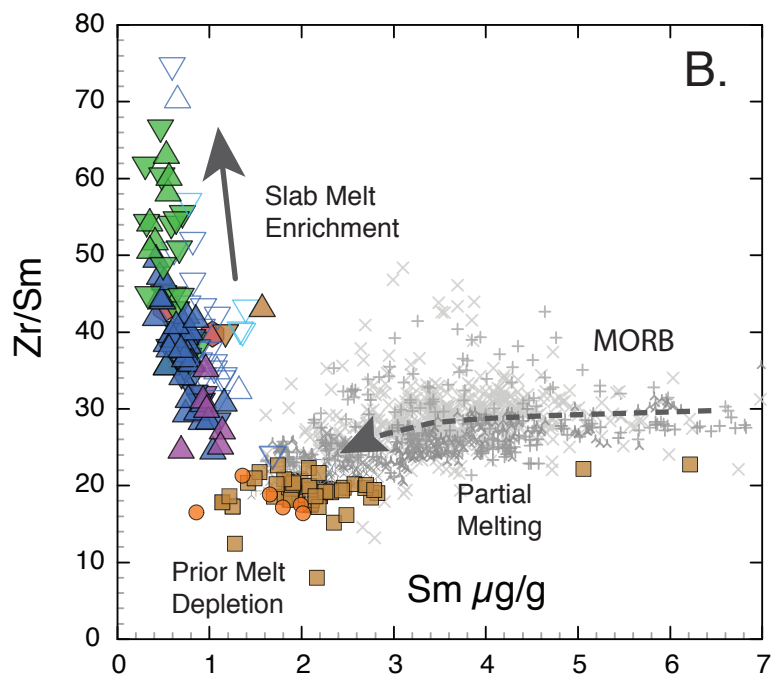 80
B.
70
60
Slab Melt
Enrichment
50
Zr/Sm
40
MORB
30
20
Partial
Melting
10
Prior Melt
Depletion
Sm µg/g
0
0 1 2 3 4 5 6 7